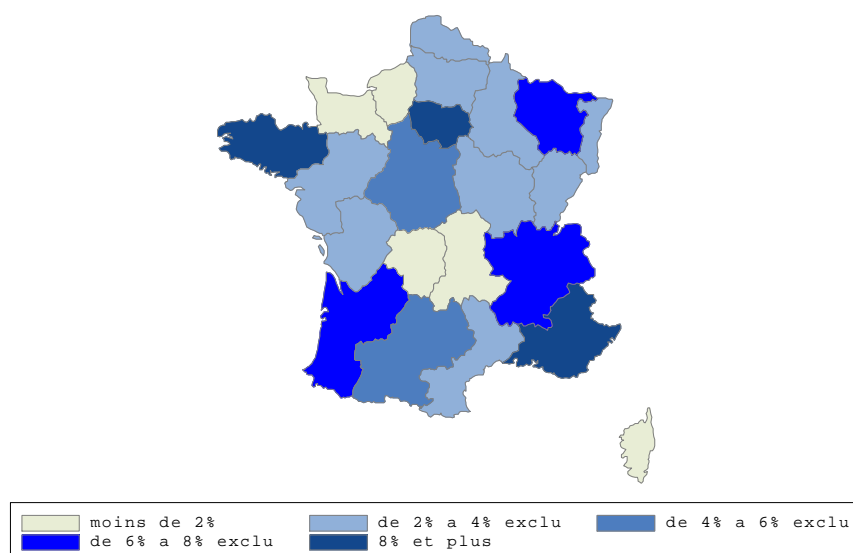 moins de 2% de 2% a 4% exclu de 4% a 6% exclu
de 6% a 8% exclu 8% et plus